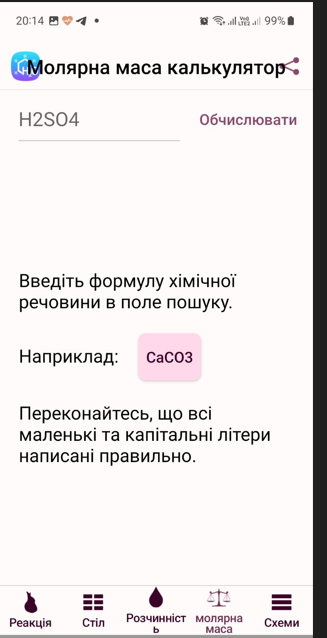 20:14 99%
Молярна маса калькулятор
H2SO4 Обчислювати
Введіть формулу хімічної
речовини в поле пошуку.
Наприклад: CaCO3
Переконайтесь, що всі
маленькі та капітальні літери
написані правильно.
Реакція
Стіл
Розчинніст
ь
молярна
маса
Схеми